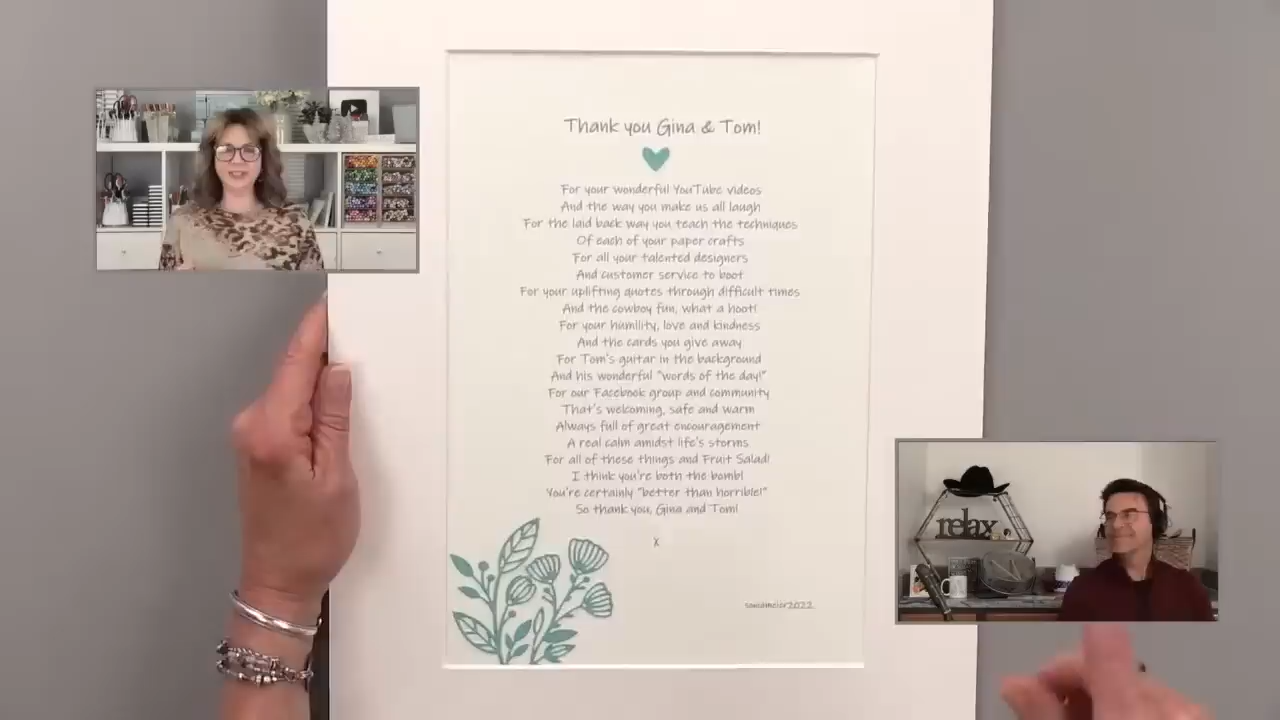 Thank you Gina & Tom!
For your wonderful YouTube videos
And the way you make us all laugh
For the laid back way you teach the techniques
Of each of your paper crafts
For all your talented designers
And customer service to boot
For your uplifting quotes through difficult times
And the cowboy fun, what a hoot!
For your humility, love and kindness
And the cards you give away
For Tom's guitar in the background
And his wonderful "words of the day!"
For our Facebook group and community
That's welcoming, safe and warm
Always full of great encouragement
A real calm amidst life's storms
For all of these things and Fruit Salad!
I think you're both the bomb!
You're certainly "better than horrible!"
So thank you, Gina and Tom!
x
soniameior2022
relax